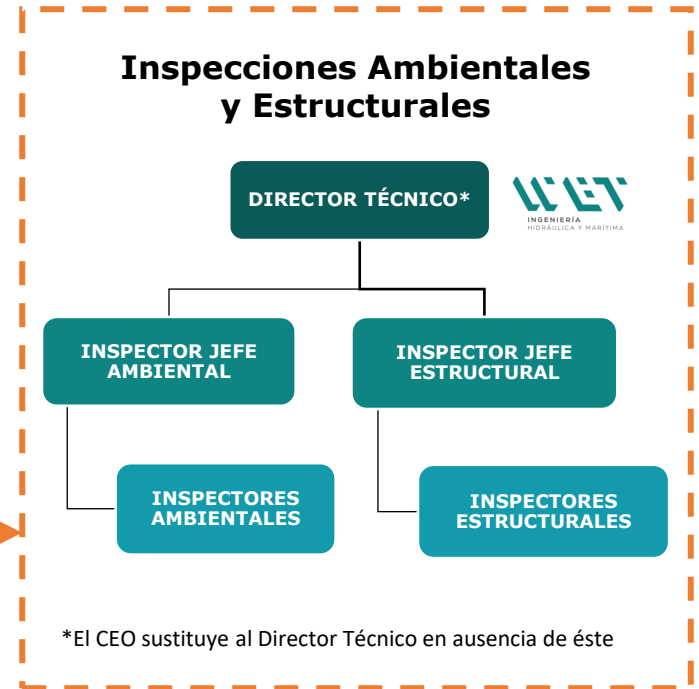 Inspecciones Ambientales
y Estructurales
DIRECTOR TÉCNICO*
WET
INGENIERÍA
HIDRÁULICA Y MARÍTIMA
INSPECTOR JEFE
AMBIENTAL
INSPECTOR JEFE
ESTRUCTURAL
INSPECTORES
AMBIENTALES
INSPECTORES
ESTRUCTURALES
*El CEO sustituye al Director Técnico en ausencia de éste